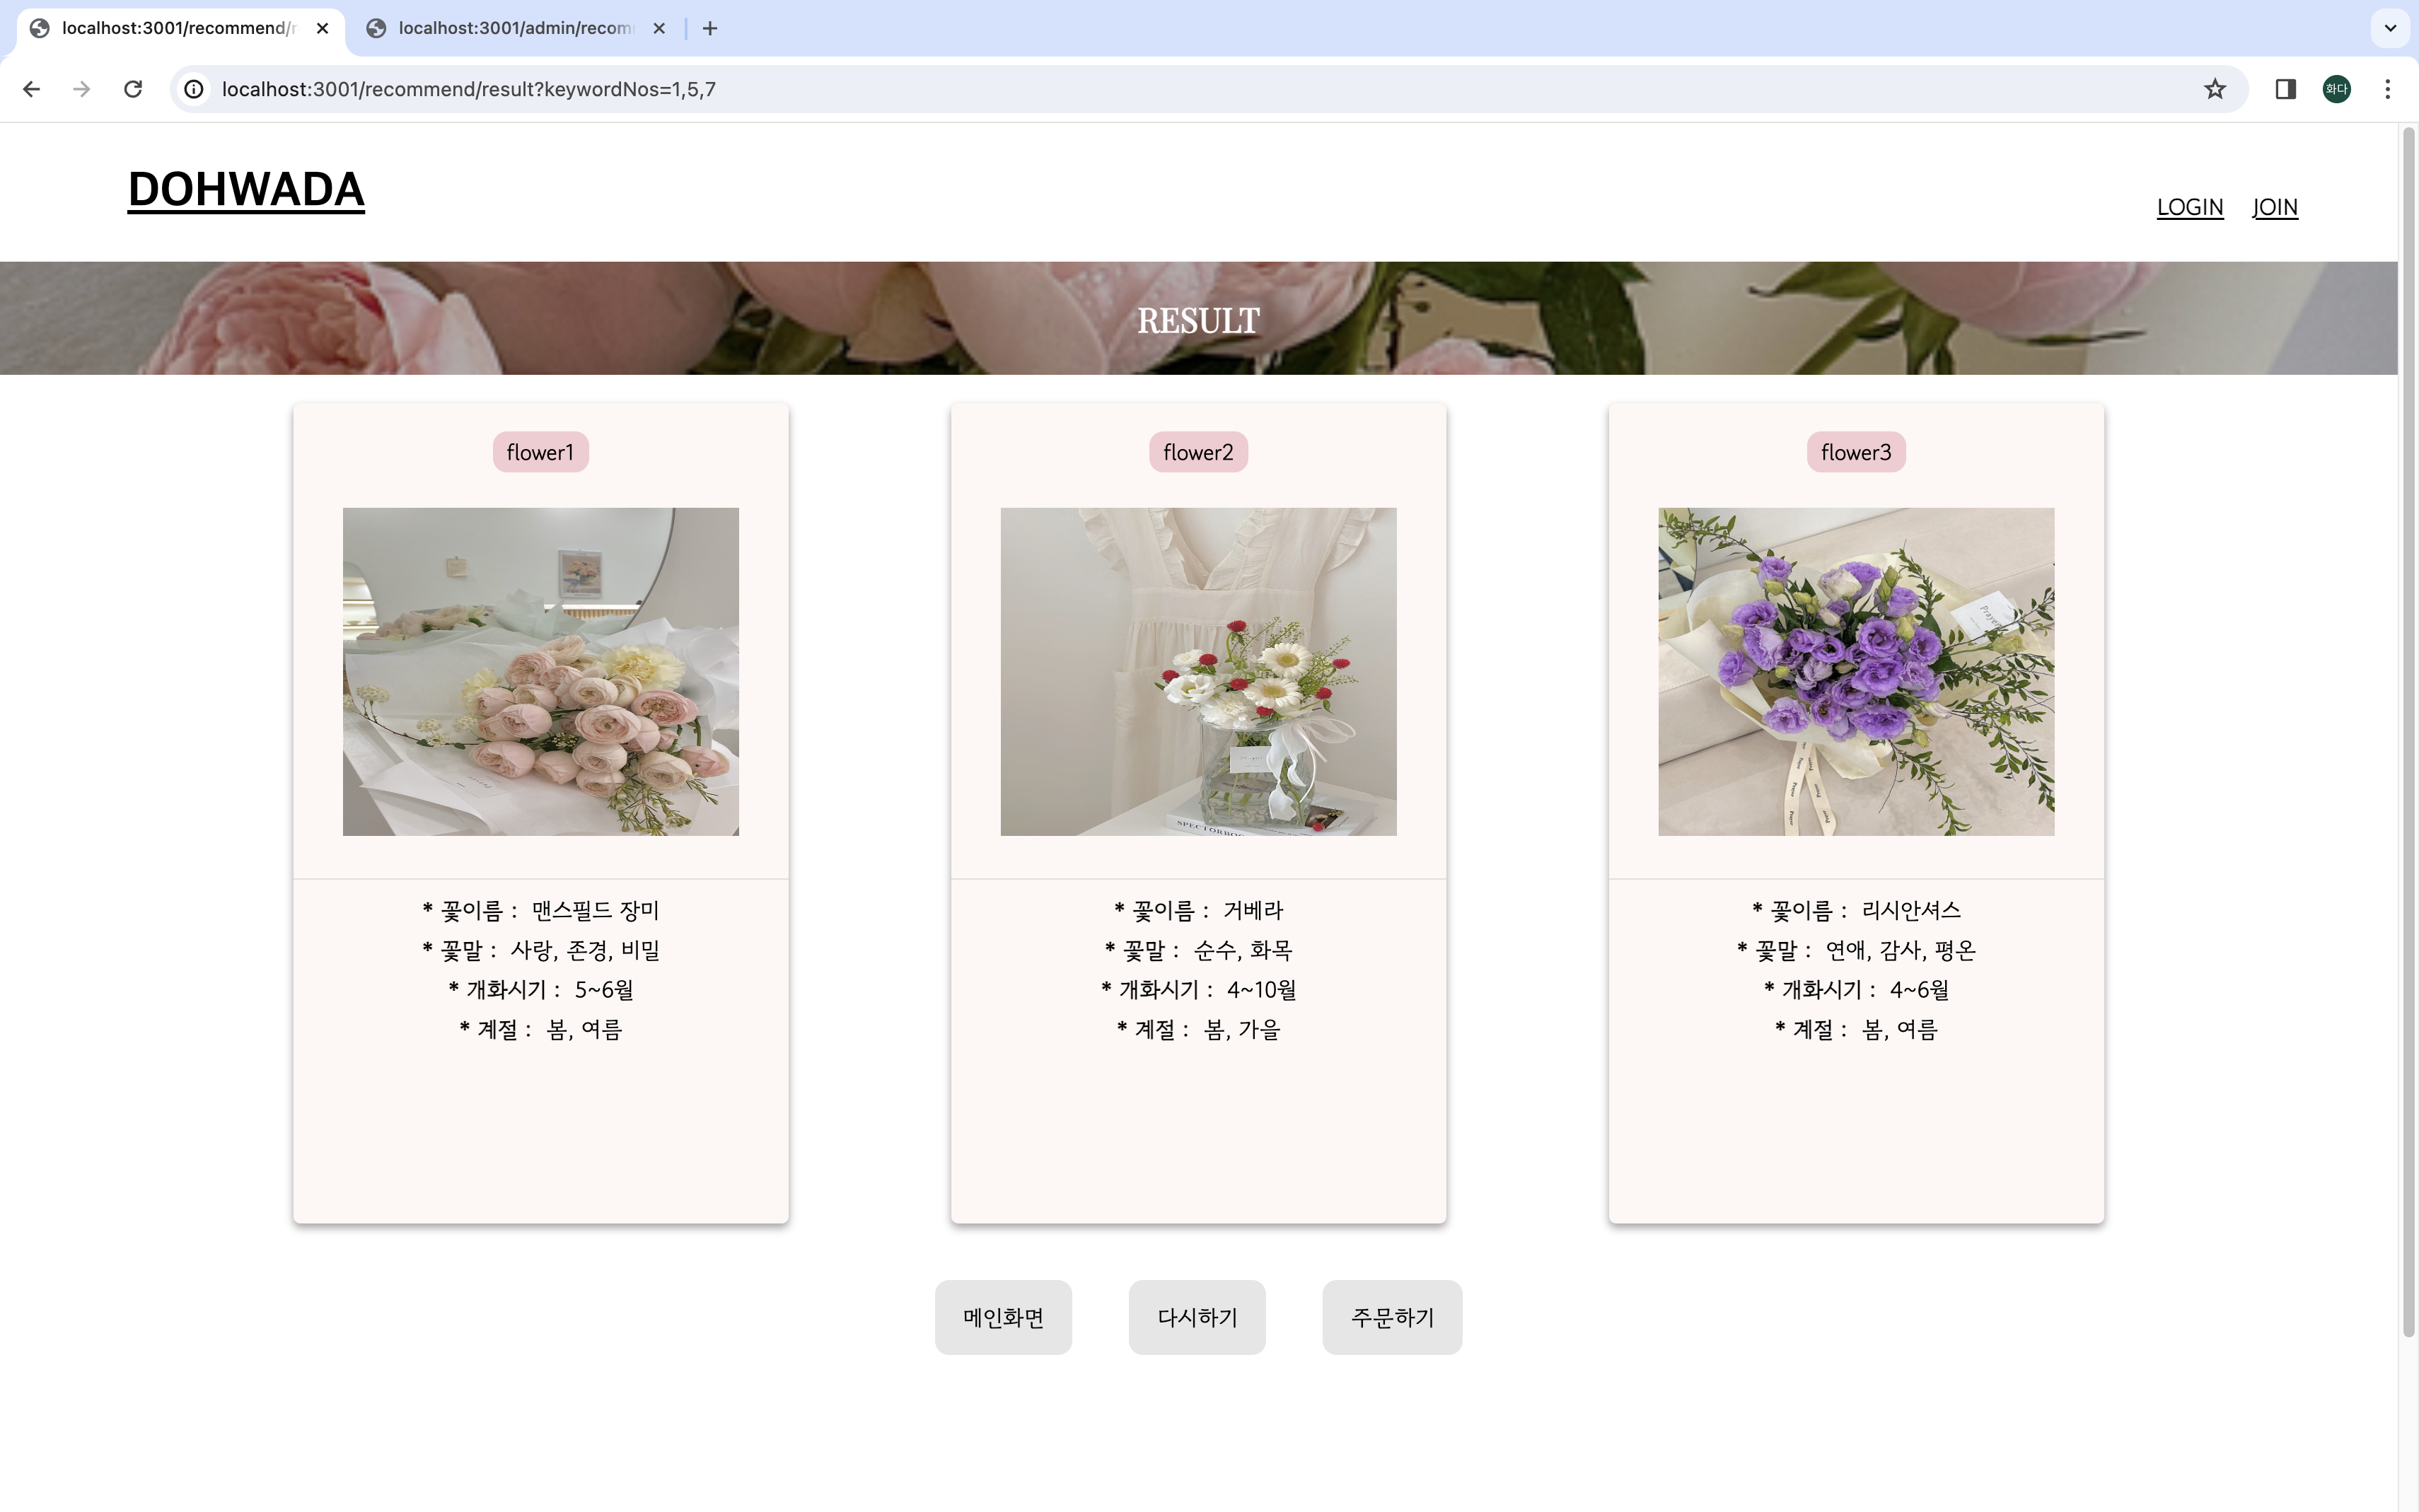 localhost:3001/recommend/r
localhost:3001/admin/recom
localhost:3001/recommend/result?keywordNos=1,5,7
화다
DOHWADA
LOGIN JOIN
RESULT
flower1
flower2
flower3
Prayer
SPECTORBOO
* 꽃이름 : 맨스필드 장미
* 꽃말 : 사랑, 존경, 비밀
* 개화시기 : 5~6월
* 계절 : 봄, 여름
* 꽃이름 : 거베라
* 꽃말 : 순수, 화목
* 개화시기 : 4~10월
* 계절 : 봄, 가을
* 꽃이름 : 리시안셔스
* 꽃말 : 연애, 감사, 평온
* 개화시기 : 4~6월
* 계절 : 봄, 여름
메인화면
다시하기
주문하기